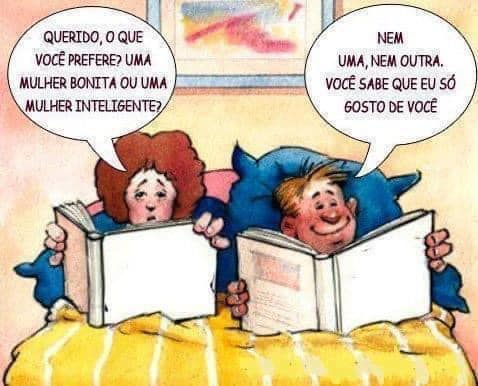 QUERIDO, O QUE
VOCÊ PREFERE? UMA
MULHER BONITA OU UMA
MULHER INTELIGENTE?
NEM
UMA, NEM OUTRA.
VOCÊ SABE QUE EU SÓ
GOSTO DE VOCÊ